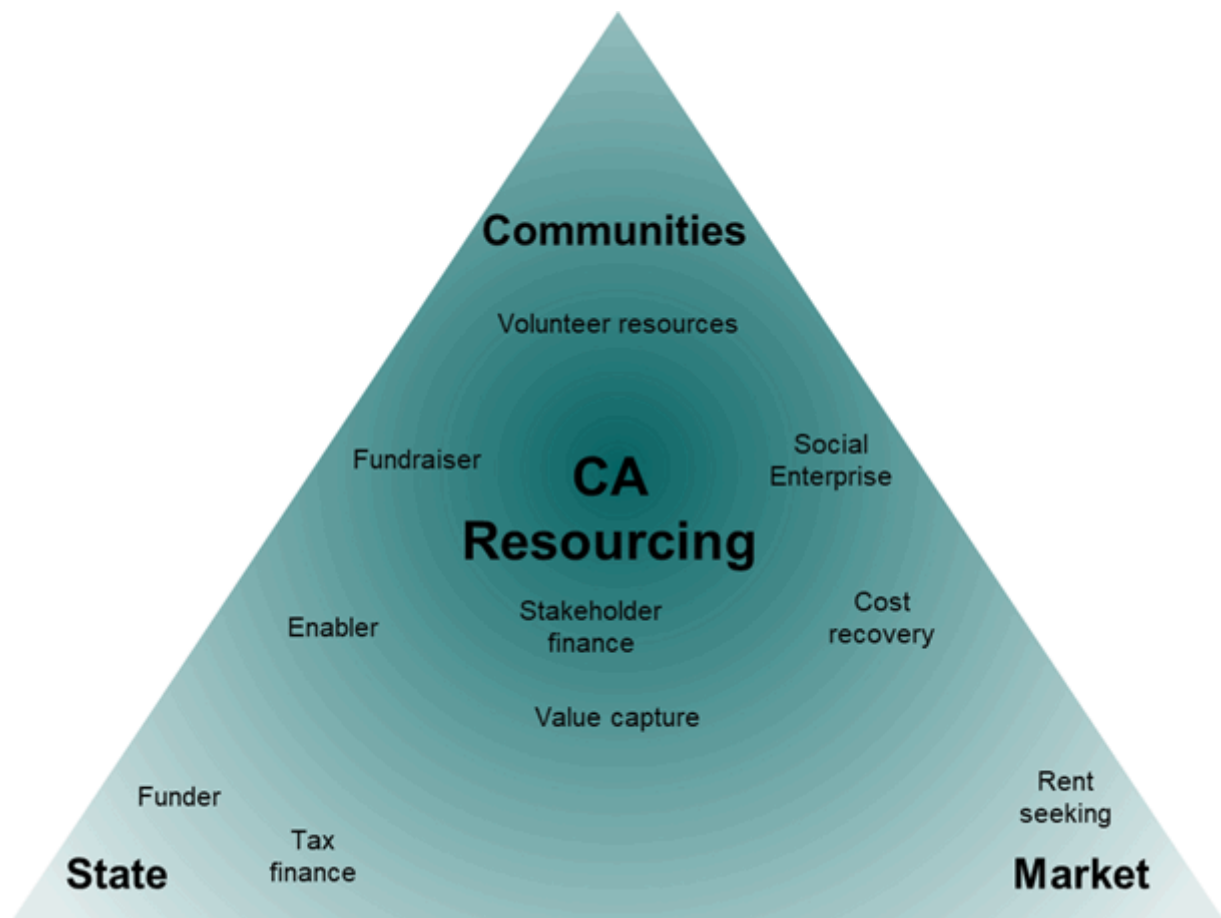 Communities
Volunteer resources
Fundraiser
Social
Enterprise
CA
Resourcing
Enabler
Stakeholder
finance
Cost
recovery
Value capture
Funder
Tax
finance
Rent
seeking
State
Market